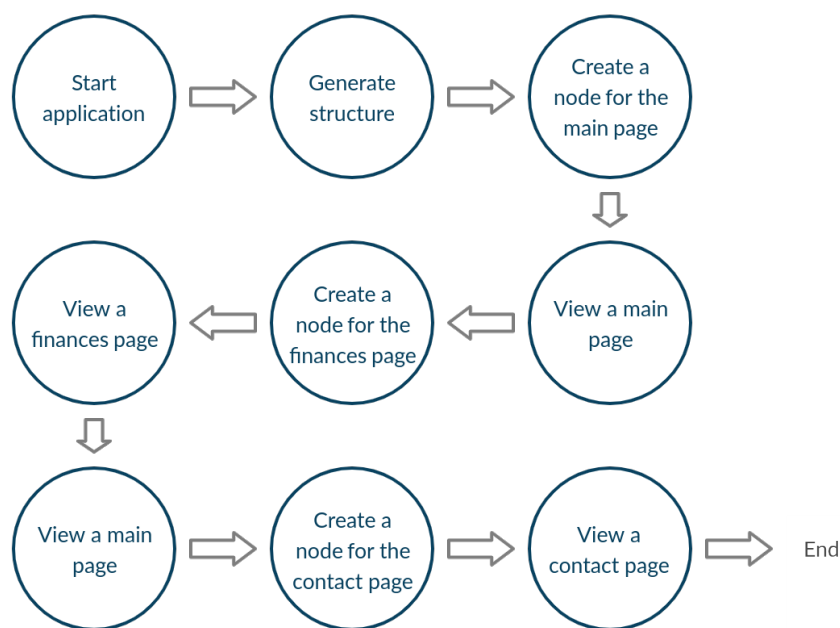 Start
application
Generate
structure
Create a
node for the
main page
View a main
page
Create a
node for the
finances page
View a
finances page
View a main
page
Create a
node for the
contact page
View a
contact page
End